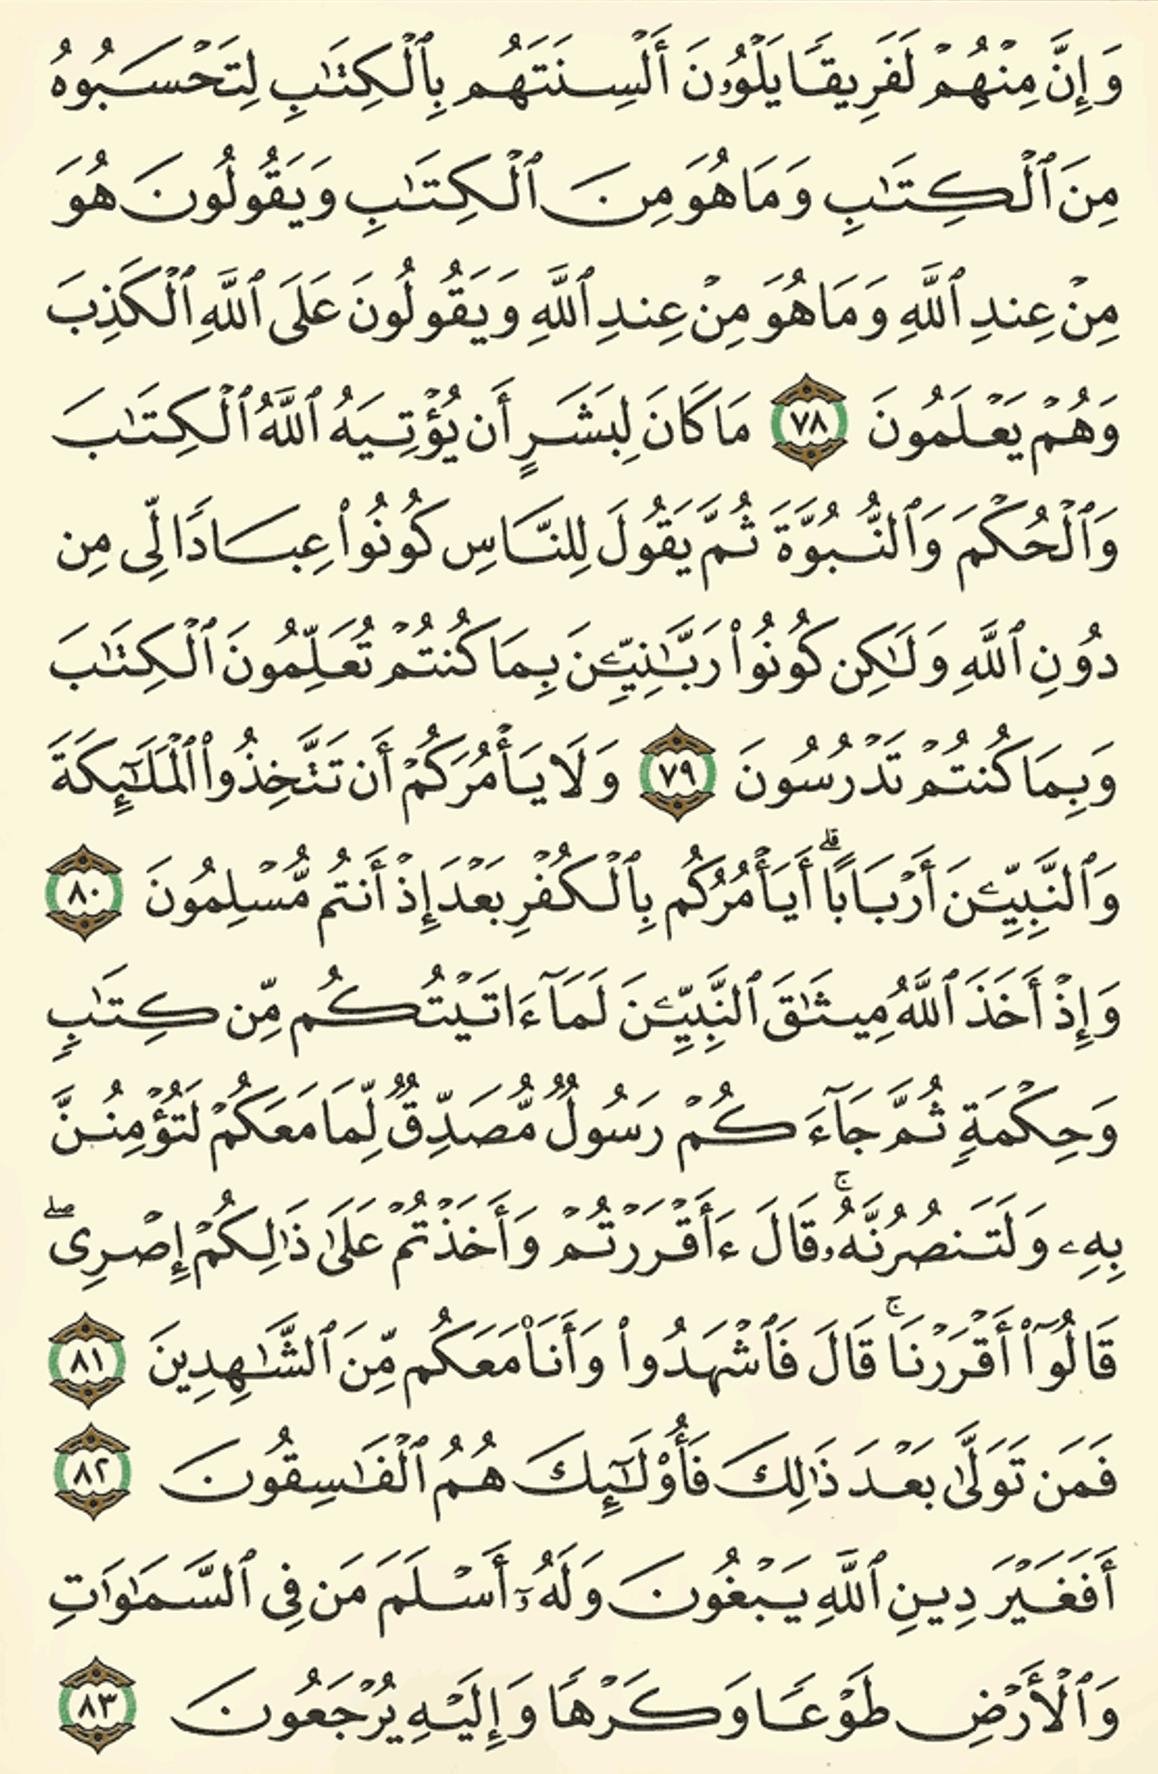 وَإِنَّ مِنْهُمْ لَفَرِيقًا يَلْوُۥنَ أَلْسِنَتَهُم بِٱلْكِتَٰبِ لِتَحْسَبُوهُ
مِنَ ٱلْكِتَٰبِ وَمَا هُوَ مِنَ ٱلْكِتَٰبِ وَيَقُولُونَ هُوَ
مِنْ عِندِ ٱللَّهِ وَمَا هُوَ مِنْ عِندِ ٱللَّهِ وَيَقُولُونَ عَلَى ٱللَّهِ ٱلْكَذِبَ
وَهُمْ يَعْلَمُونَ ٧٨ مَا كَانَ لِبَشَرٍ أَن يُؤْتِيَهُ ٱللَّهُ ٱلْكِتَٰبَ
وَٱلْحُكْمَ وَٱلنُّبُوَّةَ ثُمَّ يَقُولَ لِلنَّاسِ كُونُوا۟ عِبَادًا لِّى مِن
دُونِ ٱللَّهِ وَلَٰكِن كُونُوا۟ رَبَّٰنِيِّۦنَ بِمَا كُنتُمْ تُعَلِّمُونَ ٱلْكِتَٰبَ
وَبِمَا كُنتُمْ تَدْرُسُونَ ٧٩ وَلَا يَأْمُرَكُمْ أَن تَتَّخِذُوا۟ ٱلْمَلَٰٓئِكَةَ
وَٱلنَّبِيِّۦنَ أَرْبَابًا ۗ أَيَأْمُرُكُم بِٱلْكُفْرِ بَعْدَ إِذْ أَنتُم مُّسْلِمُونَ ٨٠
وَإِذْ أَخَذَ ٱللَّهُ مِيثَٰقَ ٱلنَّبِيِّۦنَ لَمَآ ءَاتَيْتُكُم مِّن كِتَٰبٍ
وَحِكْمَةٍ ثُمَّ جَآءَكُمْ رَسُولٌ مُّصَدِّقٌ لِّمَا مَعَكُمْ لَتُؤْمِنُنَّ
بِهِۦ وَلَتَنصُرُنَّهُۥ ۚ قَالَ ءَأَقْرَرْتُمْ وَأَخَذْتُمْ عَلَىٰ ذَٰلِكُمْ إِصْرِى ۖ
قَالُوٓا۟ أَقْرَرْنَا ۚ قَالَ فَٱشْهَدُوا۟ وَأَنَا۠ مَعَكُم مِّنَ ٱلشَّٰهِدِينَ ٨١
فَمَن تَوَلَّىٰ بَعْدَ ذَٰلِكَ فَأُو۟لَٰٓئِكَ هُمُ ٱلْفَٰسِقُونَ ٨٢
أَفَغَيْرَ دِينِ ٱللَّهِ يَبْغُونَ وَلَهُۥٓ أَسْلَمَ مَن فِى ٱلسَّمَٰوَٰتِ
وَٱلْأَرْضِ طَوْعًا وَكَرْهًا وَإِلَيْهِ يُرْجَعُونَ ٨٣